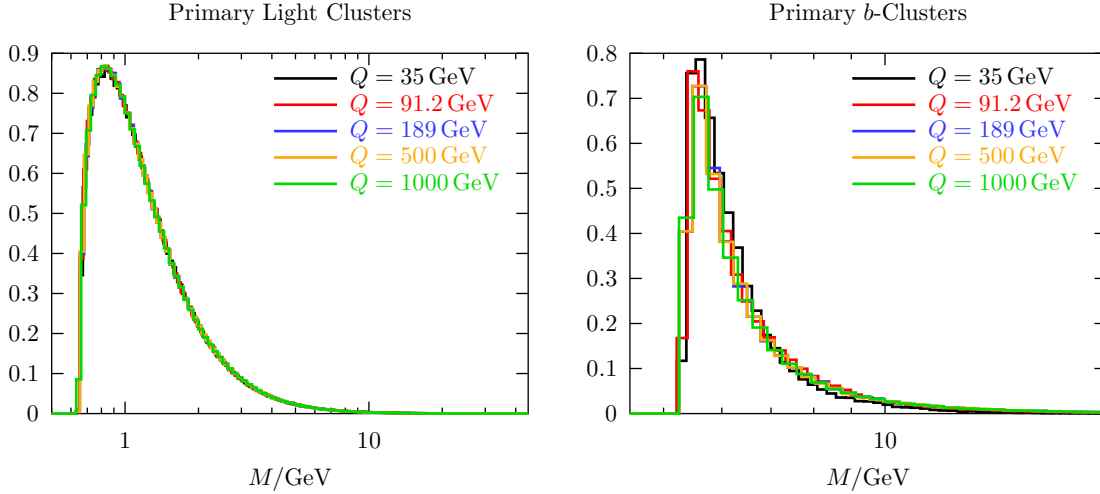 Primary Light Clusters
0.9
0.8
0.7
0.6
0.5
0.4
0.3
0.2
0.1
0
Q = 35 GeV
Q = 91.2 GeV
Q = 189 GeV
Q = 500 GeV
Q = 1000 GeV
1 10
M/GeV
Primary b-Clusters
0.8
0.7
0.6
0.5
0.4
0.3
0.2
0.1
0
Q = 35 GeV
Q = 91.2 GeV
Q = 189 GeV
Q = 500 GeV
Q = 1000 GeV
10
M/GeV